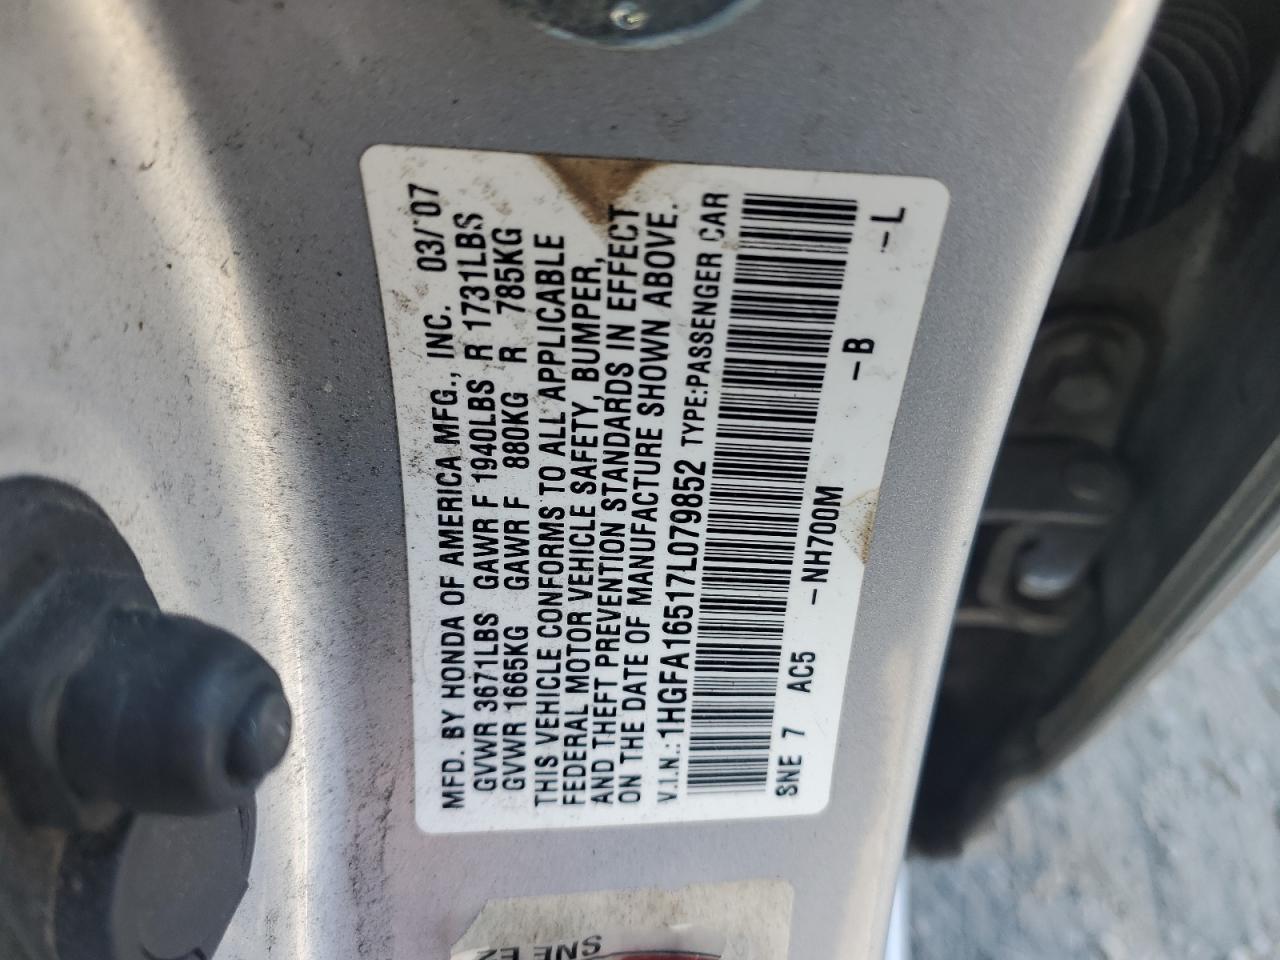 MFD. BY HONDA OF AMERICA MFG., INC. 03/07
GVWR 3671LBS GAWR F 1940LBS R 1731LBS
GVWR 1665KG GAWR F 880KG R 785KG
THIS VEHICLE CONFORMS TO ALL APPLICABLE
FEDERAL MOTOR VEHICLE SAFETY, BUMPER,
AND THEFT PREVENTION STANDARDS IN EFFECT
ON THE DATE OF MANUFACTURE SHOWN ABOVE.
V.I.N.: 1HGFA16517L079852 TYPE:PASSENGER CAR
SNE 7 AC5 -NH700M -B -L
SNE